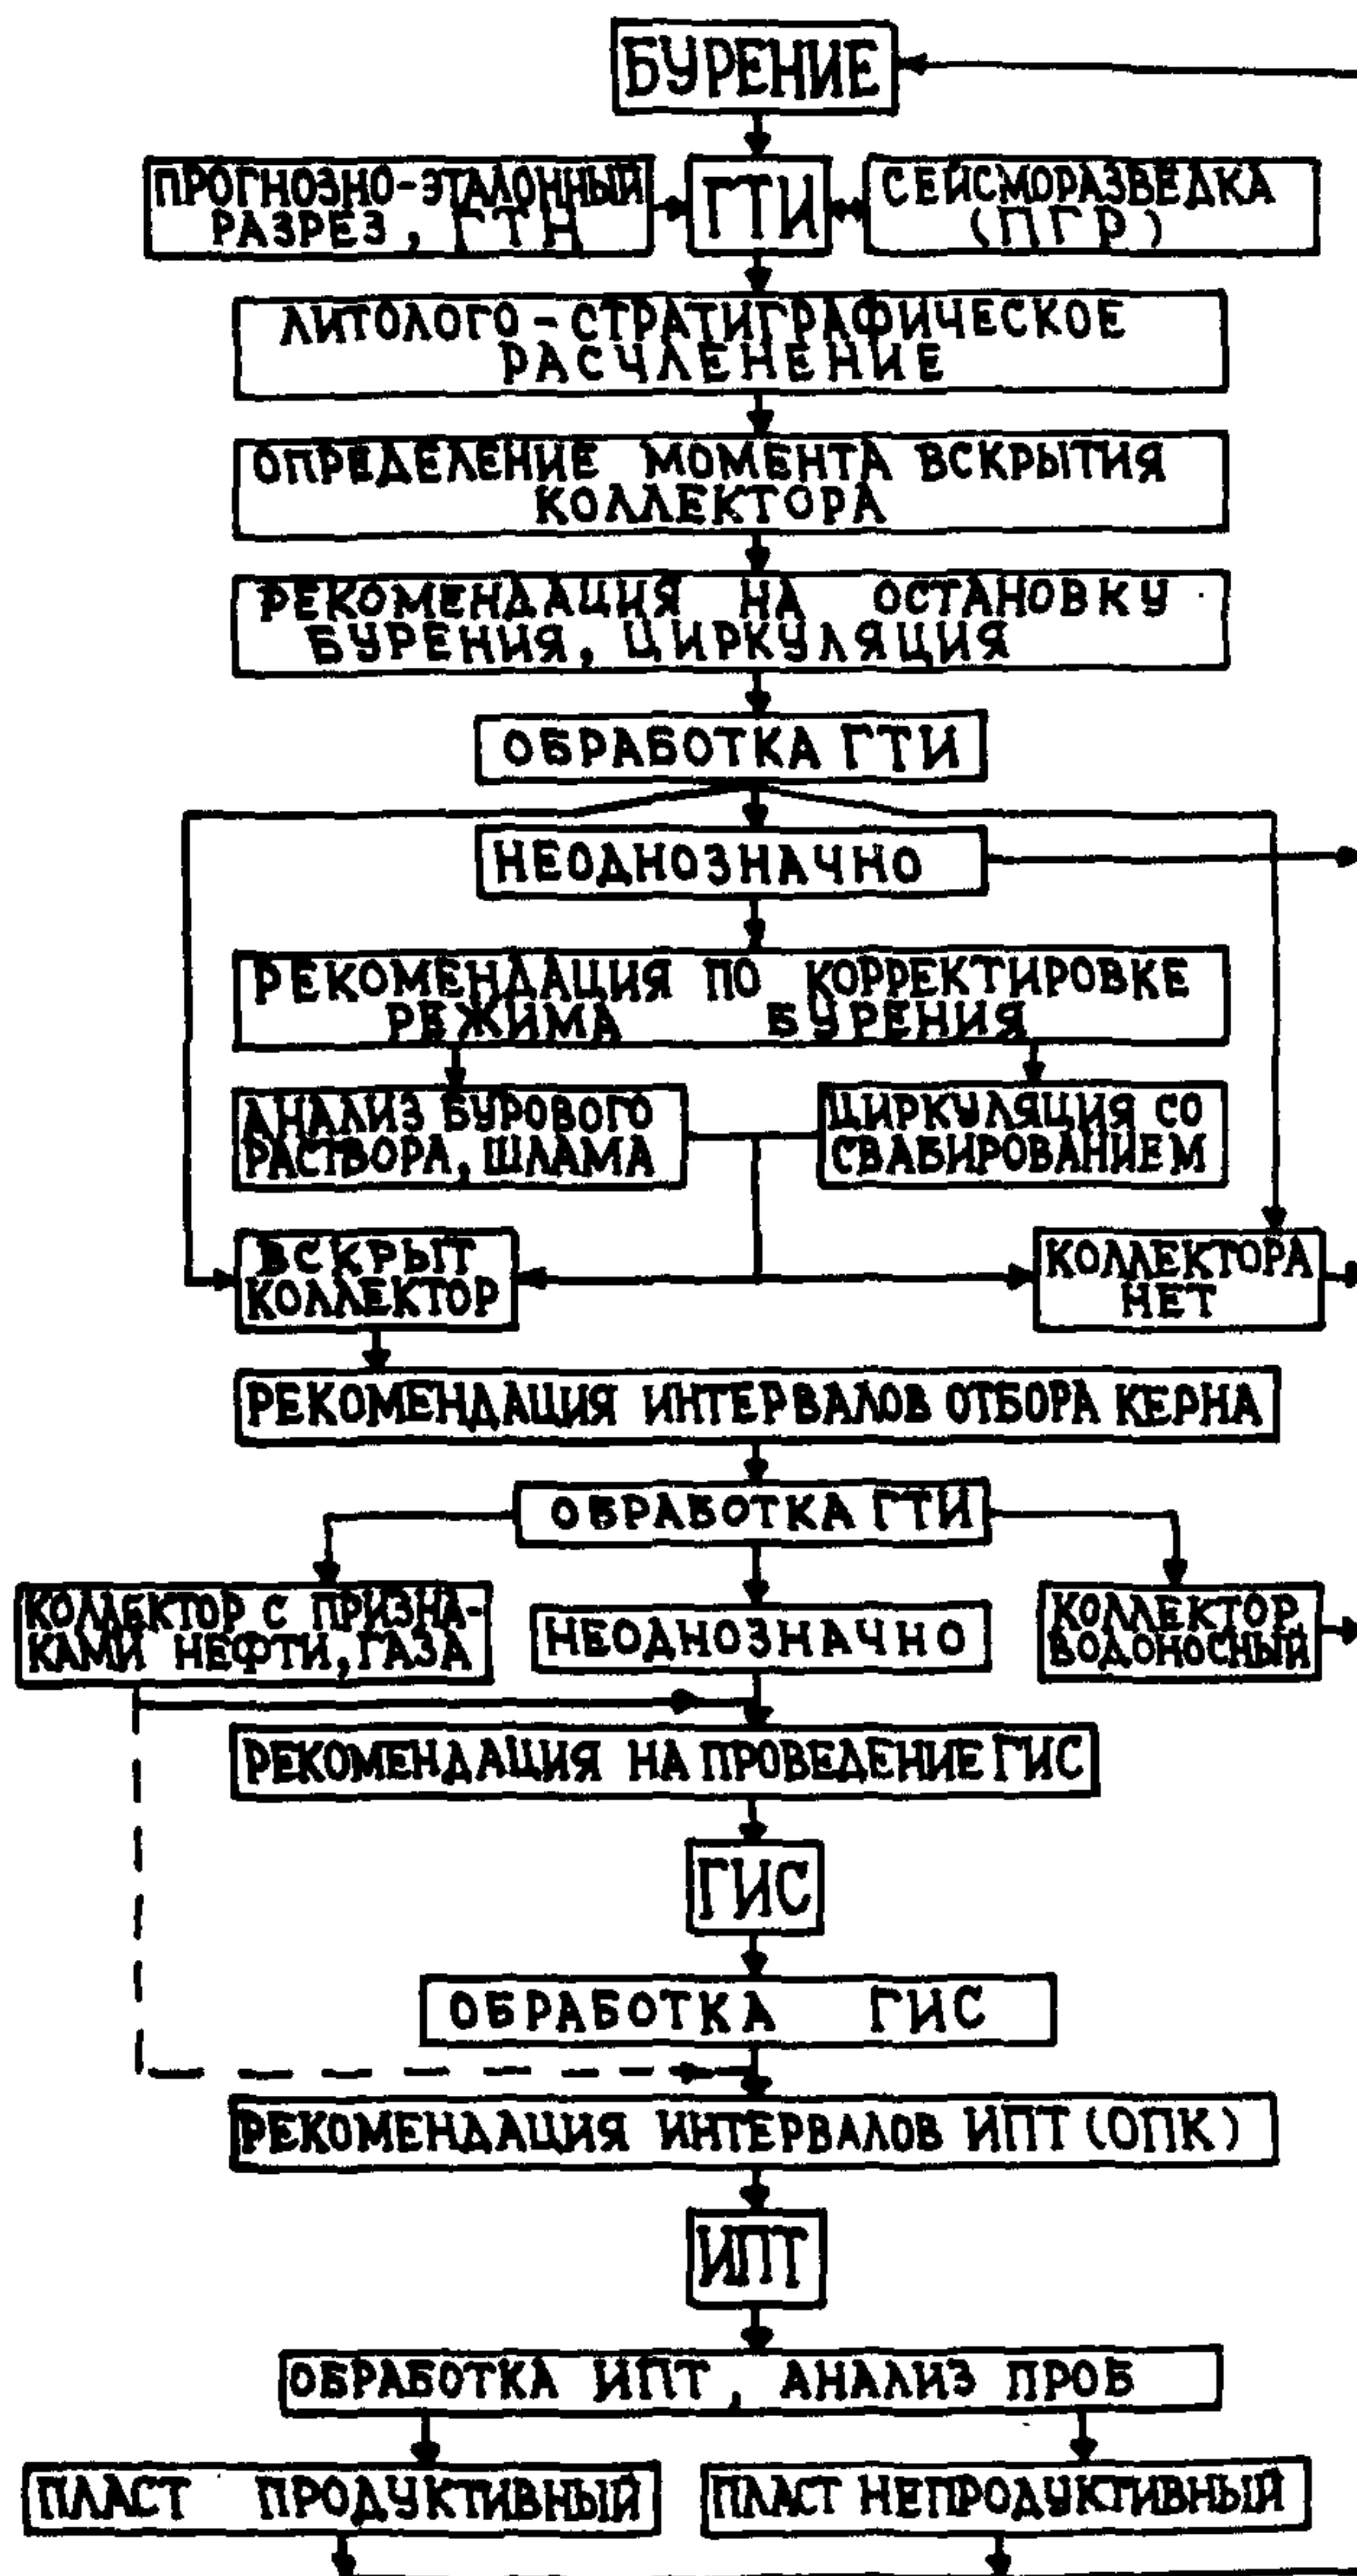 БУРЕНИЕ
ПРОГНОЗНО-ЭТАЛОННЫЙ
РАЗРЕЗ, ГТН
ГТИ
СЕЙСМОРАЗВЕДКА
(ПГР)
ЛИТОЛОГО-СТРАТИГРАФИЧЕСКОЕ
РАСЧЛЕНЕНИЕ
ОПРЕДЕЛЕНИЕ МОМЕНТА ВСКРЫТИЯ
КОЛЛЕКТОРА
РЕКОМЕНДАЦИЯ НА ОСТАНОВКУ
БУРЕНИЯ, ЦИРКУЛЯЦИЯ
ОБРАБОТКА ГТИ
НЕОДНОЗНАЧНО
РЕКОМЕНДАЦИЯ ПО КОРРЕКТИРОВКЕ
РЕЖИМА БУРЕНИЯ
АНАЛИЗ БУРОВОГО
РАСТВОРА, ШЛАМА
ЦИРКУЛЯЦИЯ СО
СВАБИРОВАНИЕМ
ВСКРЫТ
КОЛЛЕКТОР
КОЛЛЕКТОРА
НЕТ
РЕКОМЕНДАЦИЯ ИНТЕРВАЛОВ ОТБОРА КЕРНА
ОБРАБОТКА ГТИ
КОЛЛЕКТОР С ПРИЗНА-
КАМИ НЕФТИ, ГАЗА
НЕОДНОЗНАЧНО
КОЛЛЕКТОР
ВОДОНОСНЫЙ
РЕКОМЕНДАЦИЯ НА ПРОВЕДЕНИЕ ГИС
ГИС
ОБРАБОТКА ГИС
РЕКОМЕНДАЦИЯ ИНТЕРВАЛОВ ИПТ (ОПК)
ИПТ
ОБРАБОТКА ИПТ, АНАЛИЗ ПРОБ
ПЛАСТ ПРОДУКТИВНЫЙ
ПЛАСТ НЕПРОДУКТИВНЫЙ